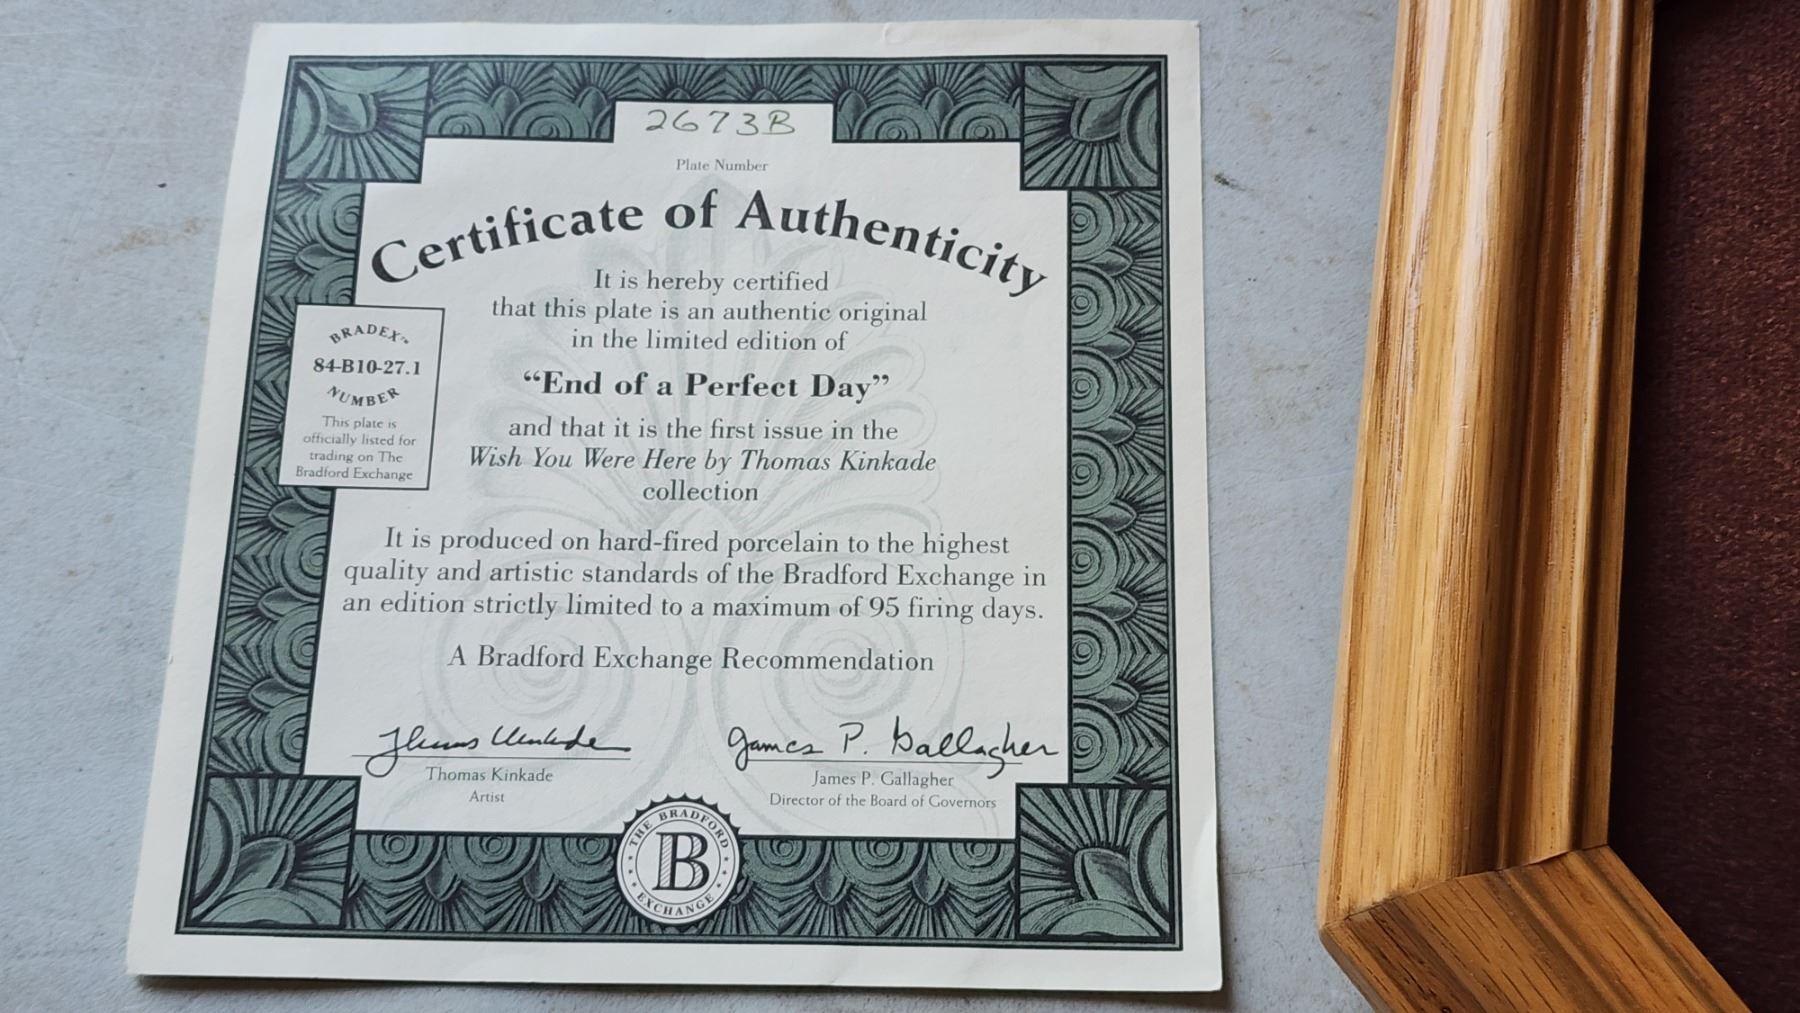 2673B
Plate Number
Certificate of Authenticity
It is hereby certified
that this plate is an authentic original
in the limited edition of
“End of a Perfect Day”
and that it is the first issue in the
Wish You Were Here by Thomas Kinkade
collection
BRADEX™
84-B10-27.1
NUMBER
This plate is
officially listed for
trading on The
Bradford Exchange
It is produced on hard-fired porcelain to the highest
quality and artistic standards of the Bradford Exchange in
an edition strictly limited to a maximum of 95 firing days.
A Bradford Exchange Recommendation
Thomas Kinkade
James P. Gallagher
Thomas Kinkade
Artist
James P. Gallagher
Director of the Board of Governors
THE BRADFORD
B
EXCHANGE